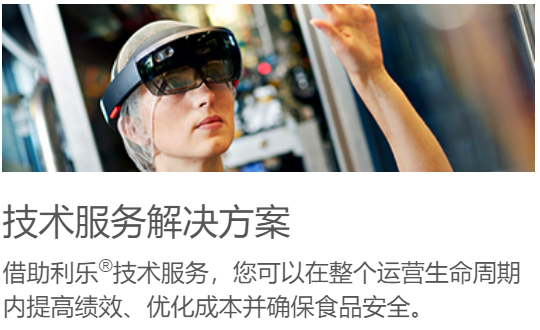 技术服务解决方案
借助利乐®技术服务，您可以在整个运营生命周期
内提高绩效、优化成本并确保食品安全。